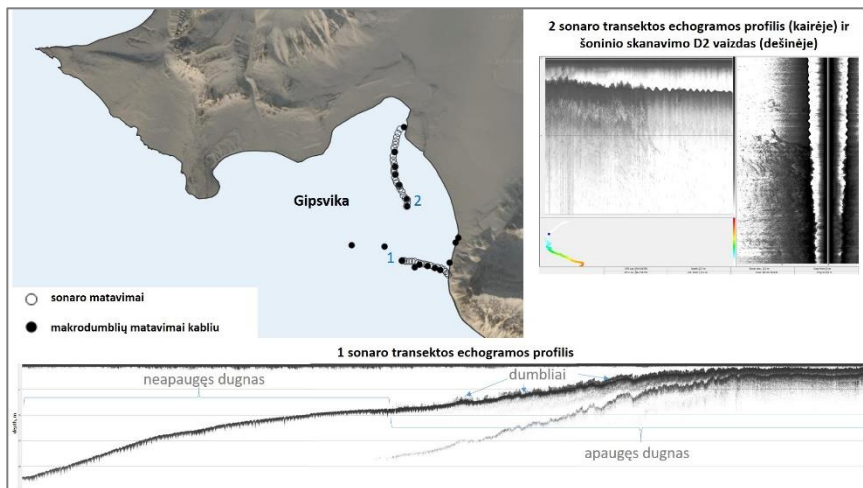 2 sonaro transektos echogramos profilis (kairėje) ir
šoninio skanavimo D2 vaizdas (dešinėje)
Gipsvika
2
1
sonaro matavimai
makrodumblių matavimai kabliu
1 sonaro transektos echogramos profilis
neapaugęs dugnas
dumbliai
depth, m
apaugęs dugnas